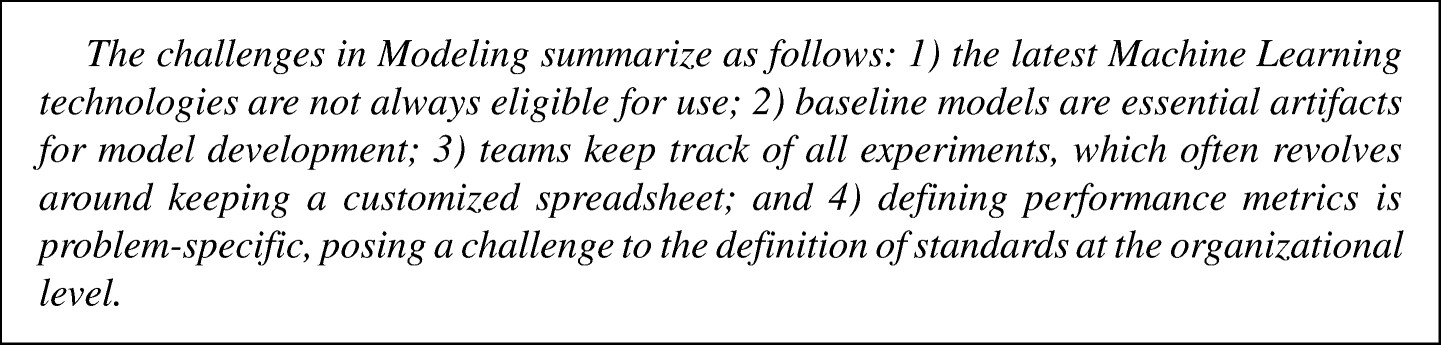 The challenges in Modeling summarize as follows: 1) the latest Machine Learning
technologies are not always eligible for use; 2) baseline models are essential artifacts
for model development; 3) teams keep track of all experiments, which often revolves
around keeping a customized spreadsheet; and 4) defining performance metrics is
problem-specific, posing a challenge to the definition of standards at the organizational
level.